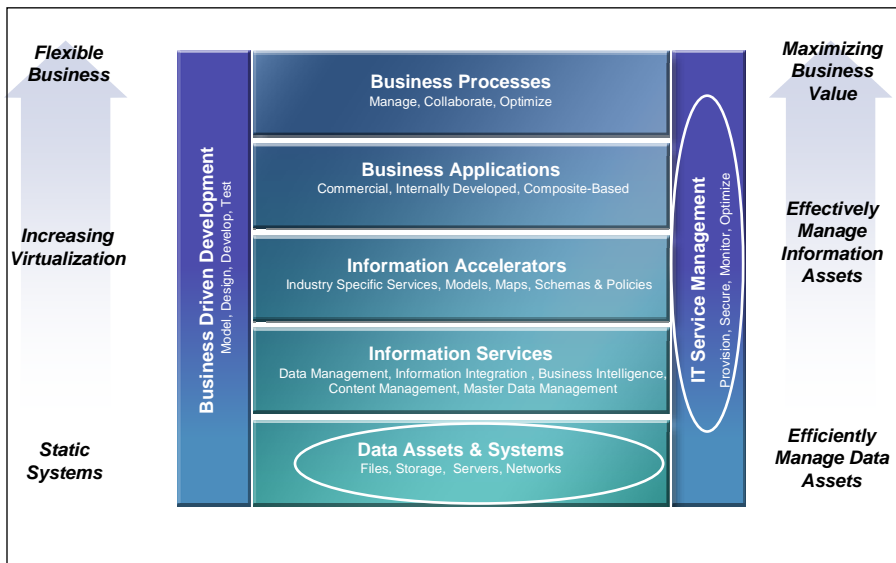 Flexible
Business
Increasing
Virtualization
Static
Systems
Business Driven Development
Model, Design, Develop, Test
Business Processes
Manage, Collaborate, Optimize
Business Applications
Commercial, Internally Developed, Composite-Based
Information Accelerators
Industry Specific Services, Models, Maps, Schemas & Policies
Information Services
Data Management, Information Integration , Business Intelligence,
Content Management, Master Data Management
Data Assets & Systems
Files, Storage, Servers, Networks
IT Service Management
Provision, Secure, Monitor, Optimize
Maximizing
Business
Value
Effectively
Manage
Information
Assets
Efficiently
Manage Data
Assets